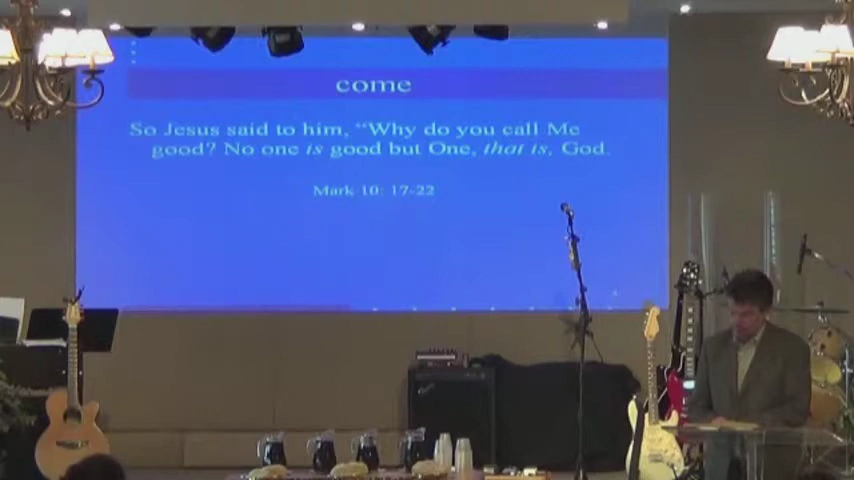 come
So Jesus said to him, “Why do you call Me
good? No one is good but One, that is, God.
Mark 10: 17-22